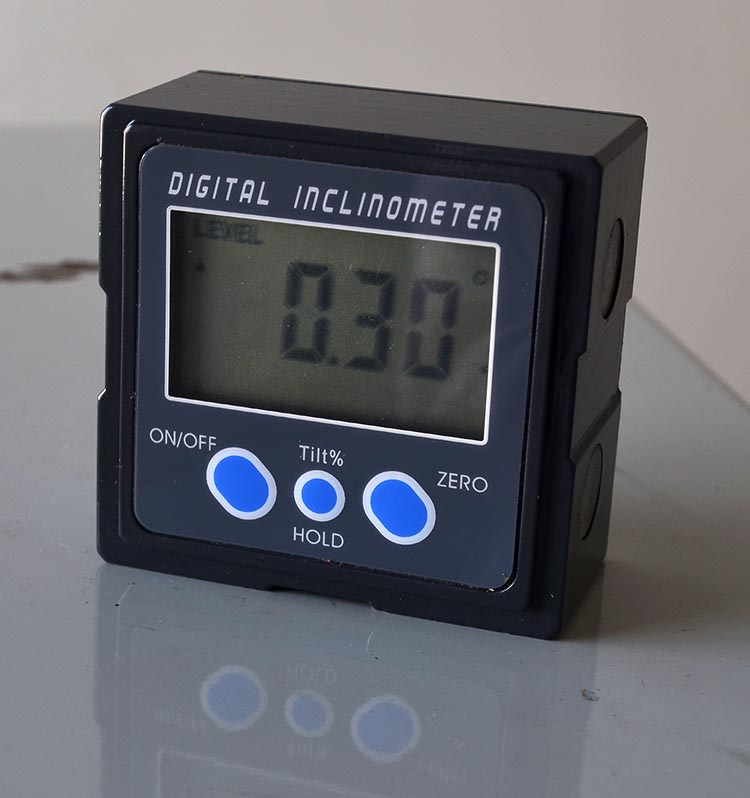 DIGITAL INCLINOMETER
LEVEL
0.30°
ON/OFF
Tilt%
ZERO
HOLD